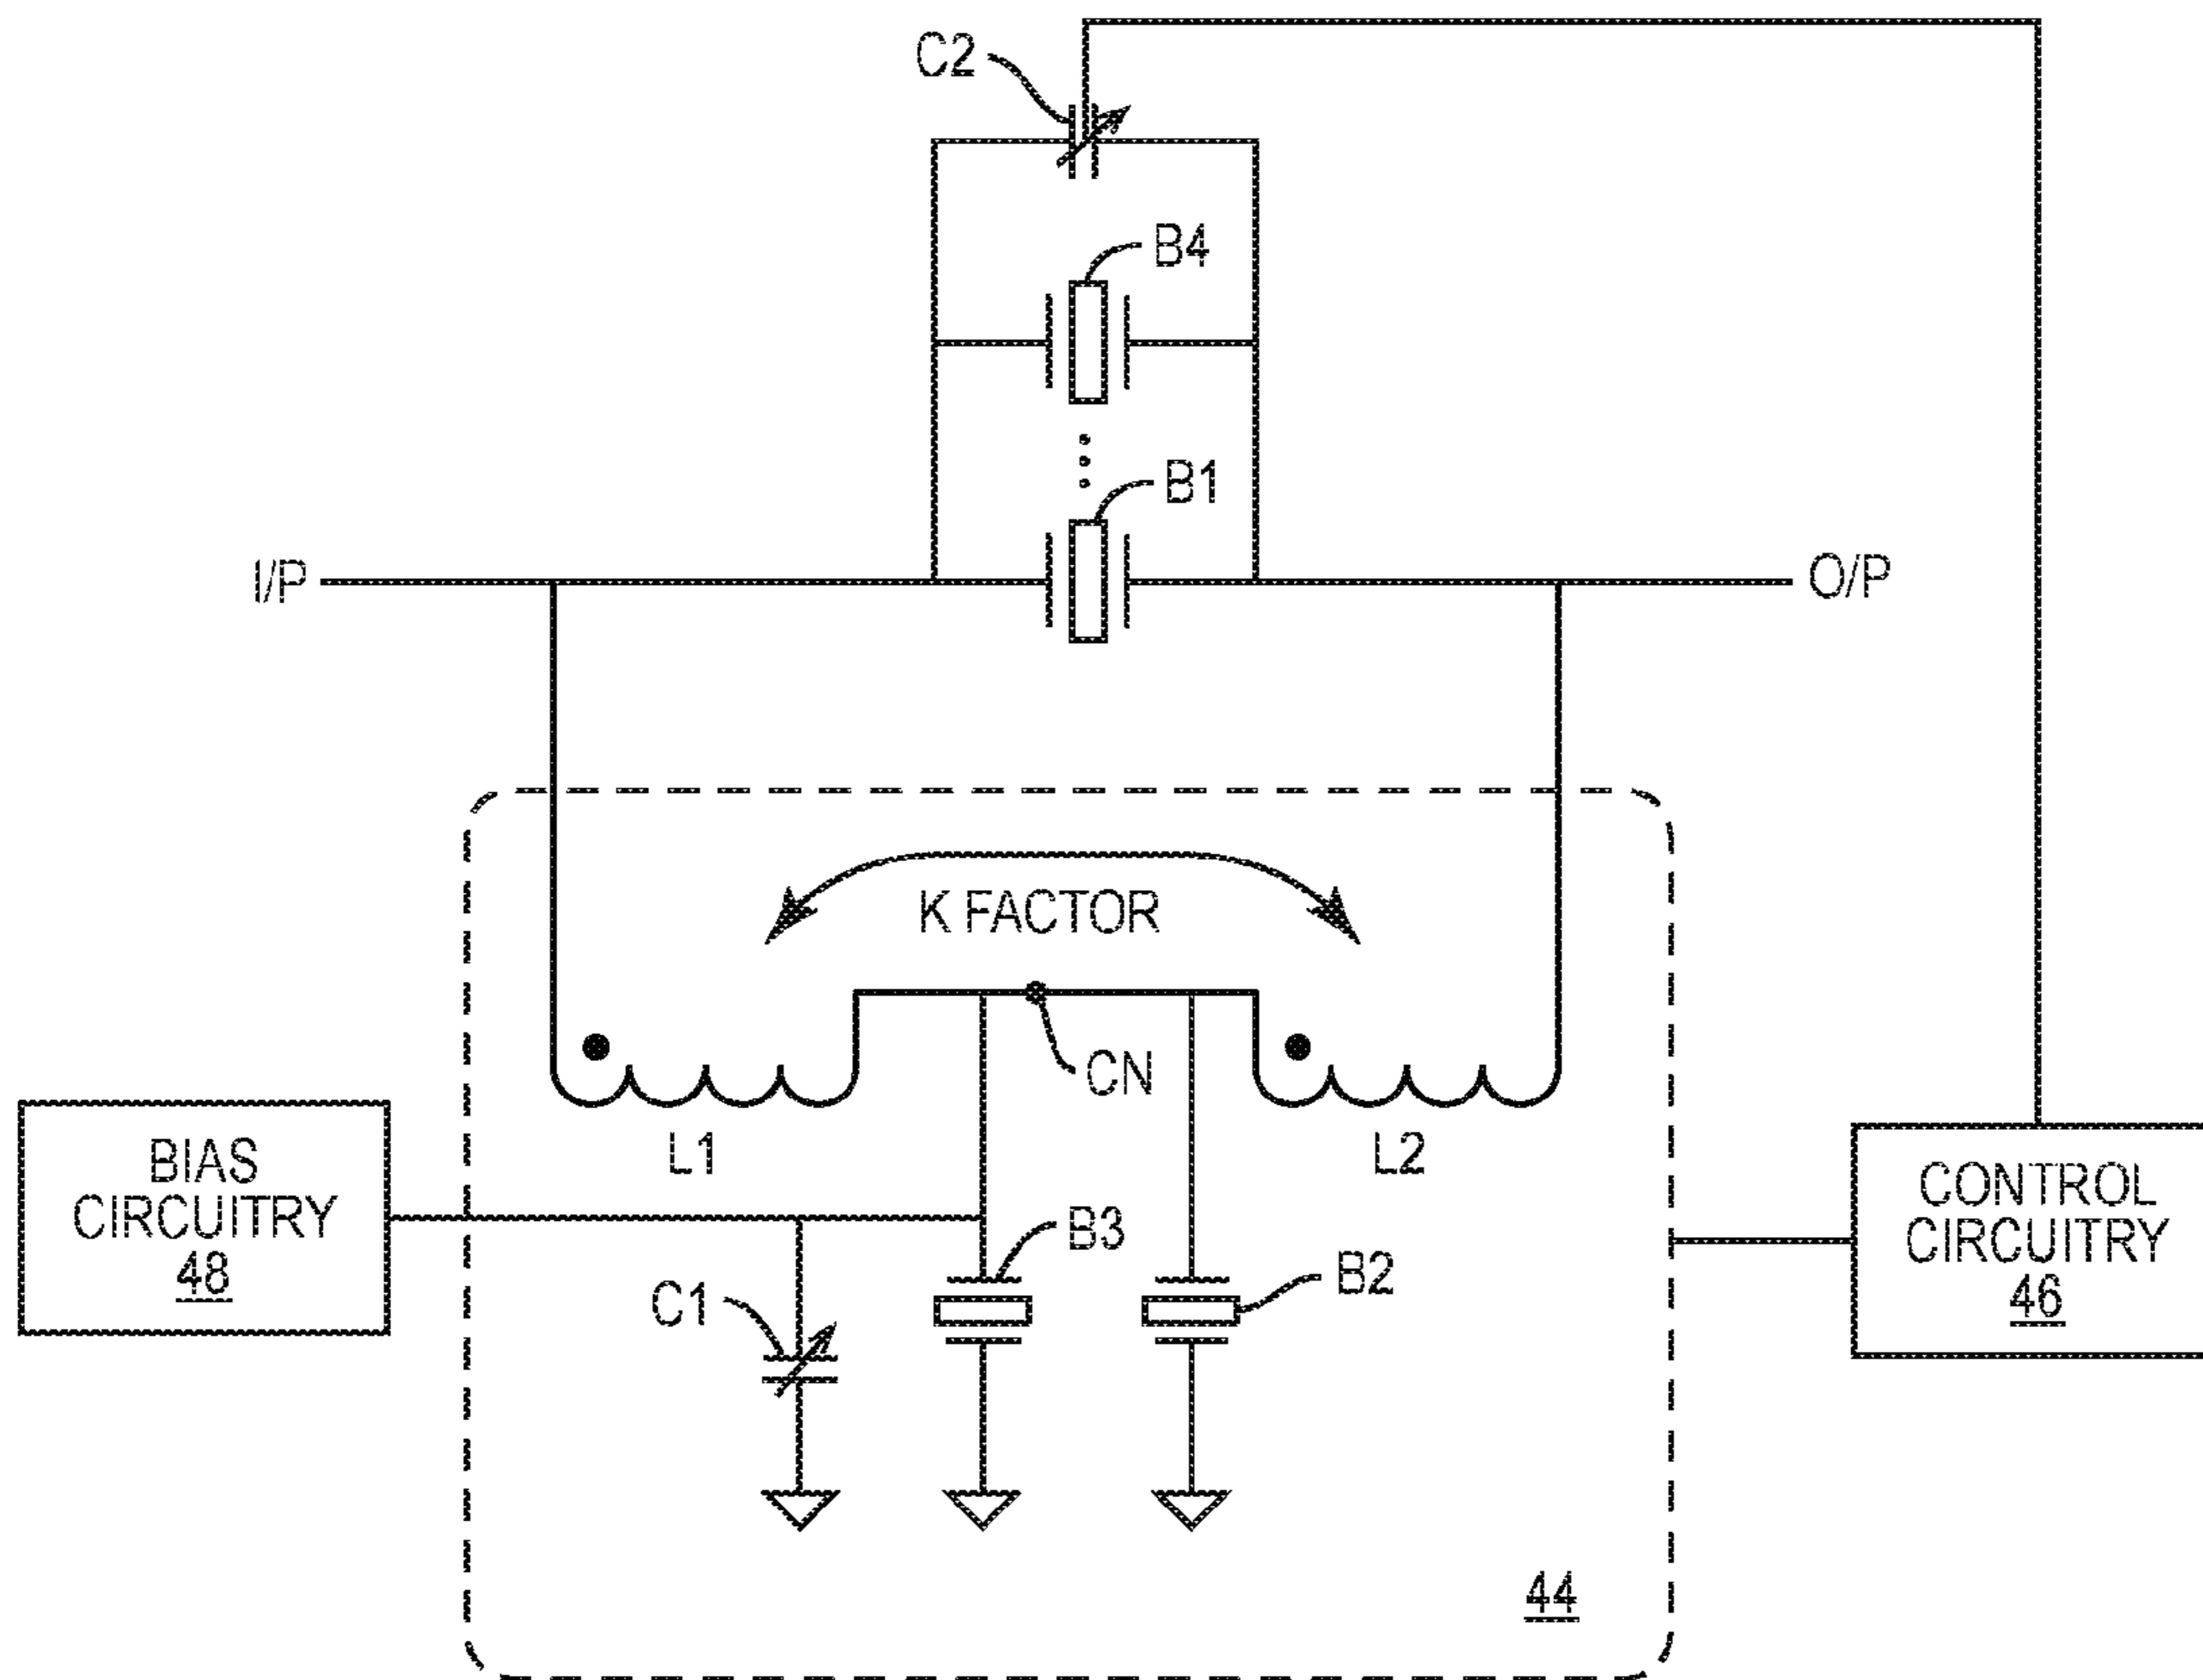 C2
B4
B1
I/P
O/P
K FACTOR
CN
L1
L2
BIAS
CIRCUITRY
48
B3
B2
C1
CONTROL
CIRCUITRY
46
44